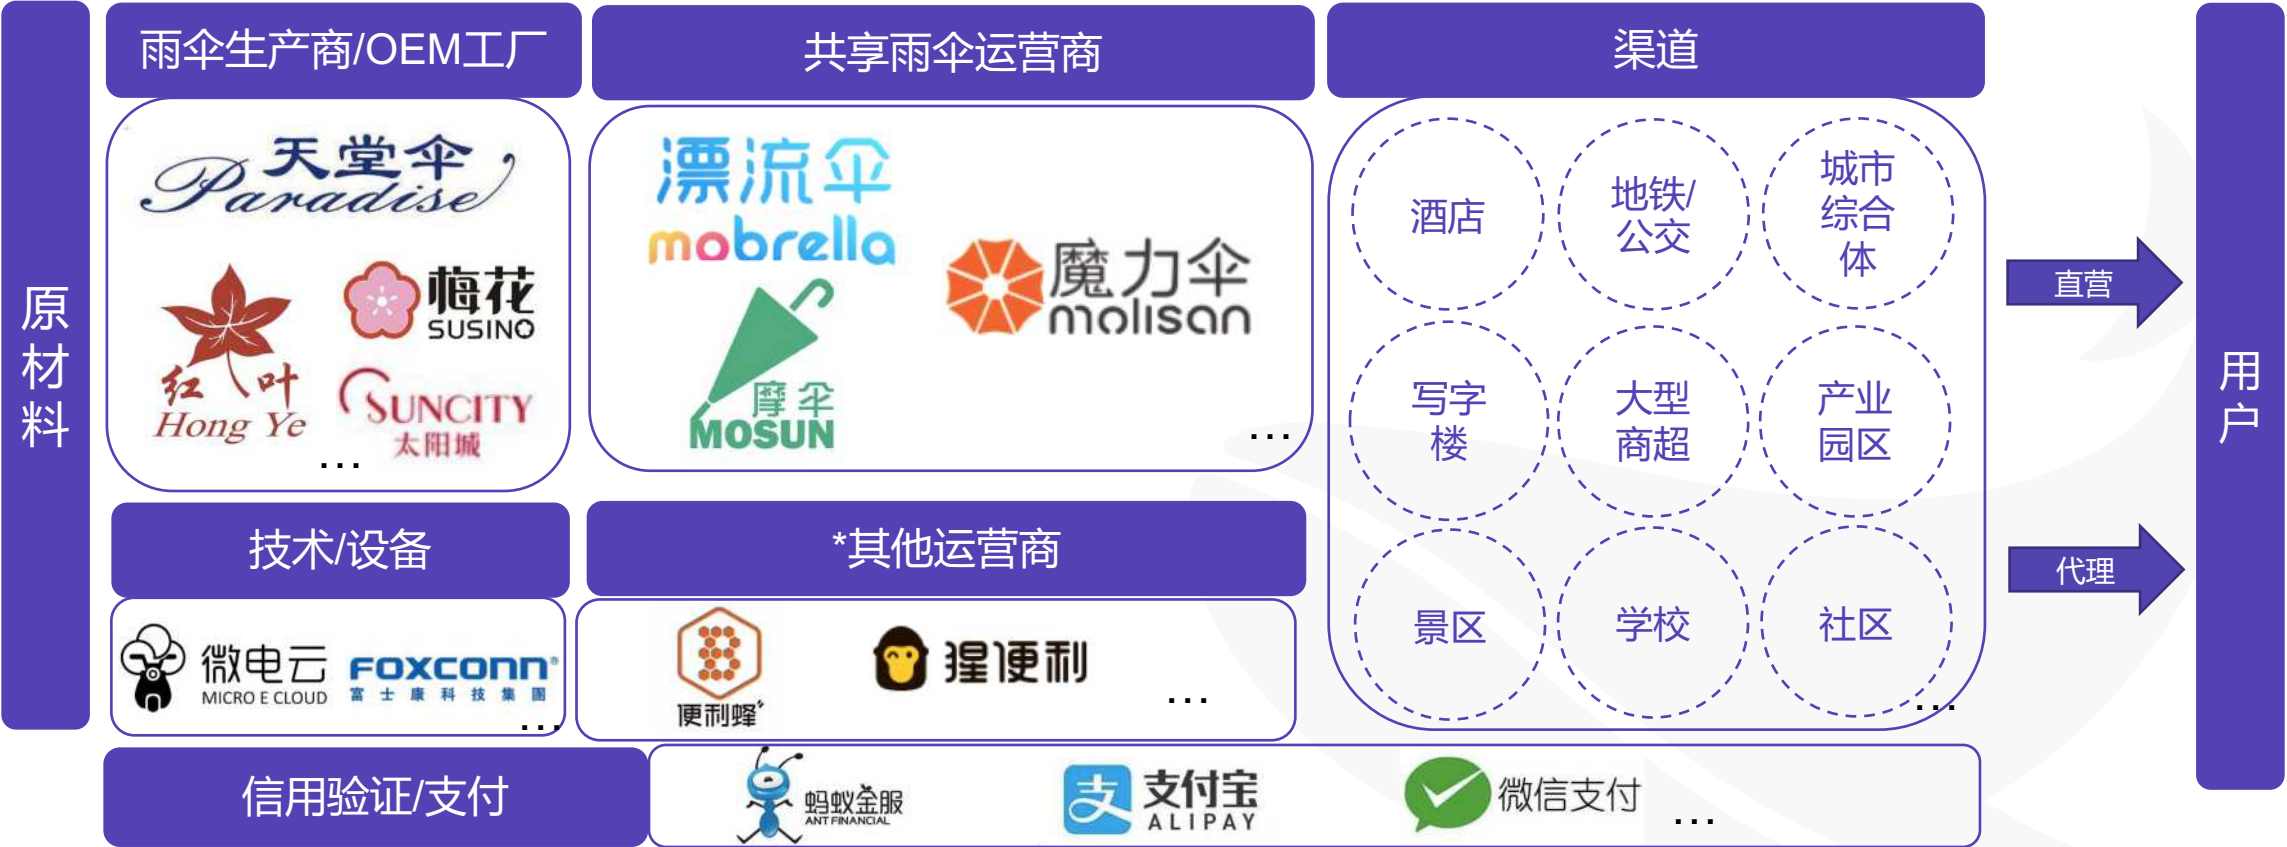 原
材
料
雨伞生产商/OEM工厂
天堂伞
Paradise
红叶
Hong Ye
梅花
SUSINO
SUNCITY
太阳城
...
共享雨伞运营商
漂流伞
mobrella
魔力伞
molisan
摩伞
MOSUN
...
渠道
酒店
地铁/
公交
城市
综合
体
写字
楼
大型
商超
产业
园区
景区
学校
社区
...
技术/设备
微电云
MICRO E CLOUD
FOXCONN®
富士康科技集团
...
*其他运营商
便利蜂
猩便利
...
信用验证/支付
蚂蚁金服
ANT FINANCIAL
支
支付宝
ALIPAY
微信支付
...
直营
代理
用
户